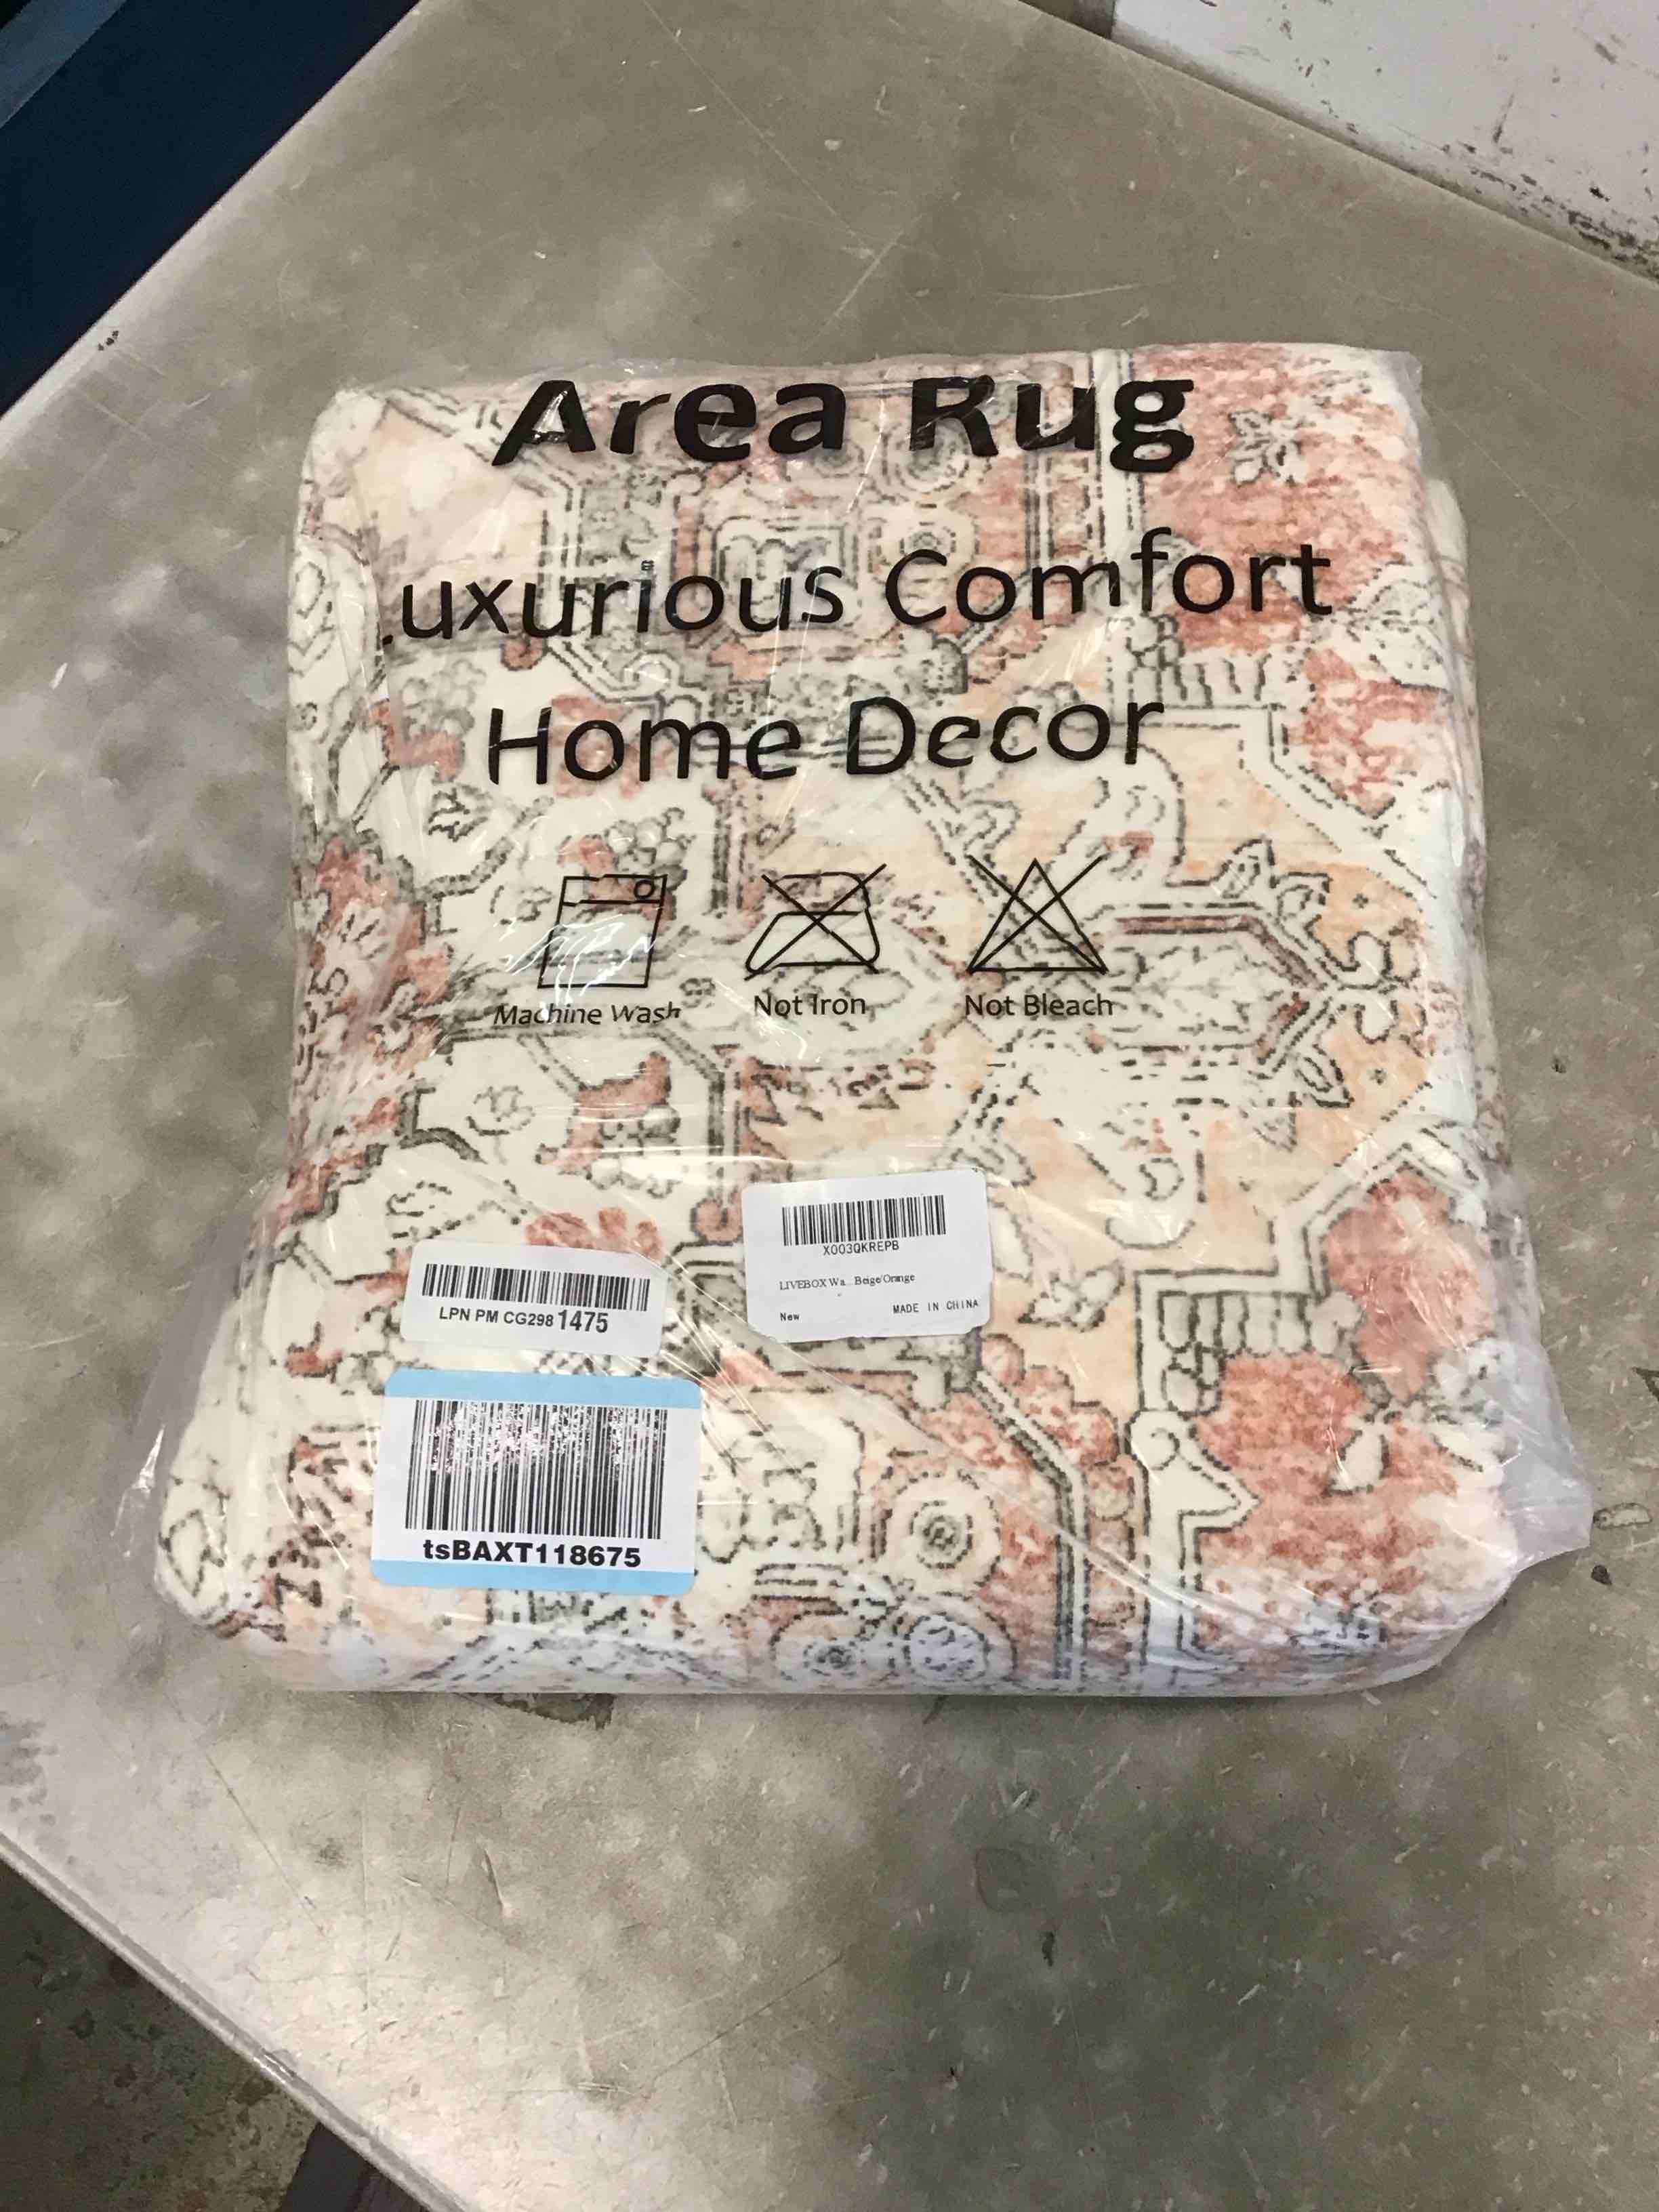 Area Rug
Luxurious Comfort
Home Decor
Machine Wash
Not Iron
Not Bleach
X003QKREPB
LIVEBOX Wa... Beige/Orange
New
MADE IN CHINA
LPN PM CG298 1475
tsBAXT118675